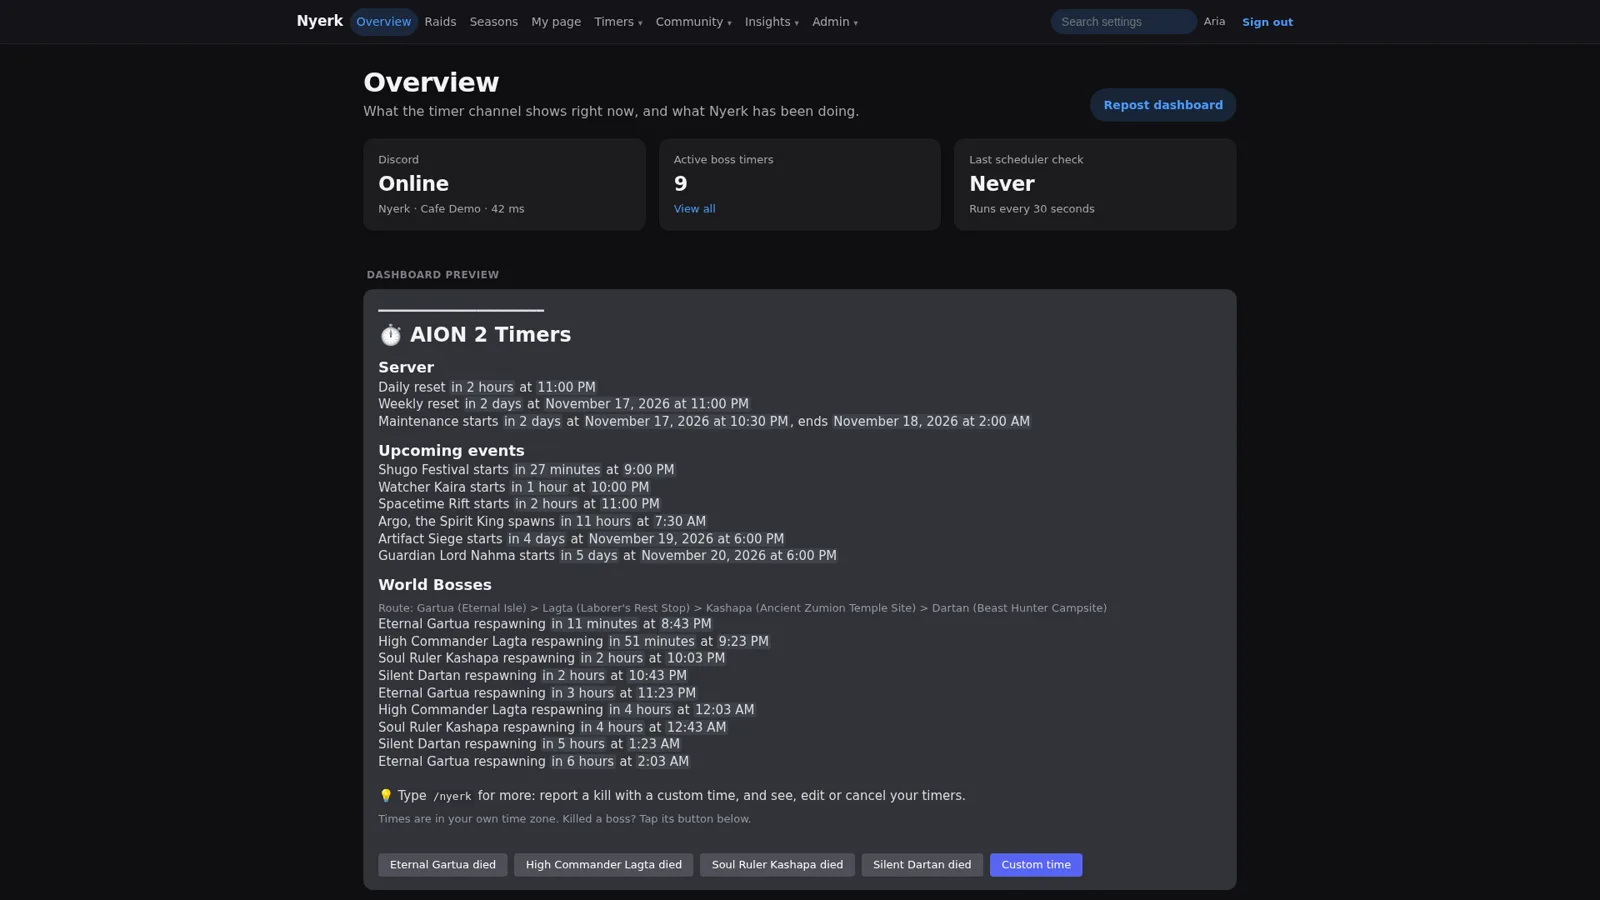 Nyerk Overview Raids Seasons My page Timers ▾ Community ▾ Insights ▾ Admin ▾ Search settings Aria Sign out
Overview
What the timer channel shows right now, and what Nyerk has been doing.
Repost dashboard
Discord
Online
Nyerk · Cafe Demo · 42 ms
Active boss timers
9
View all
Last scheduler check
Never
Runs every 30 seconds
DASHBOARD PREVIEW
⏱️ AION 2 Timers
Server
Daily reset in 2 hours at 11:00 PM
Weekly reset in 2 days at November 17, 2026 at 11:00 PM
Maintenance starts in 2 days at November 17, 2026 at 10:30 PM, ends November 18, 2026 at 2:00 AM
Upcoming events
Shugo Festival starts in 27 minutes at 9:00 PM
Watcher Kaira starts in 1 hour at 10:00 PM
Spacetime Rift starts in 2 hours at 11:00 PM
Argo, the Spirit King spawns in 11 hours at 7:30 AM
Artifact Siege starts in 4 days at November 19, 2026 at 6:00 PM
Guardian Lord Nahma starts in 5 days at November 20, 2026 at 6:00 PM
World Bosses
Route: Gartua (Eternal Isle) > Lagta (Laborer's Rest Stop) > Kashapa (Ancient Zumion Temple Site) > Dartan (Beast Hunter Campsite)
Eternal Gartua respawning in 11 minutes at 8:43 PM
High Commander Lagta respawning in 51 minutes at 9:23 PM
Soul Ruler Kashapa respawning in 2 hours at 10:03 PM
Silent Dartan respawning in 2 hours at 10:43 PM
Eternal Gartua respawning in 3 hours at 11:23 PM
High Commander Lagta respawning in 4 hours at 12:03 AM
Soul Ruler Kashapa respawning in 4 hours at 12:43 AM
Silent Dartan respawning in 5 hours at 1:23 AM
Eternal Gartua respawning in 6 hours at 2:03 AM
💡 Type /nyerk for more: report a kill with a custom time, and see, edit or cancel your timers.
Times are in your own time zone. Killed a boss? Tap its button below.
Eternal Gartua died High Commander Lagta died Soul Ruler Kashapa died Silent Dartan died Custom time